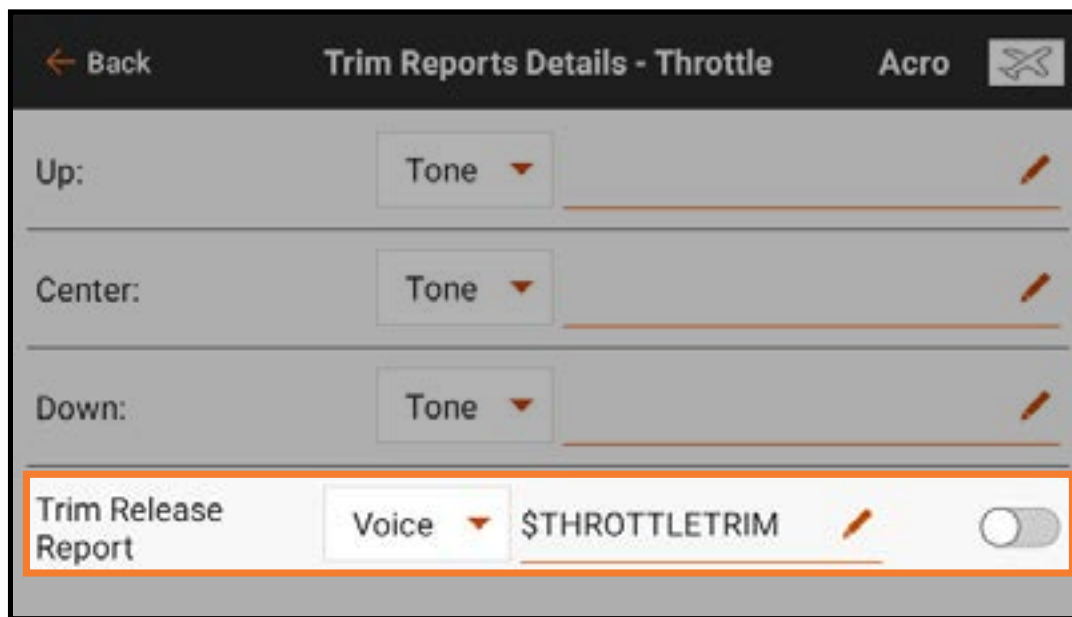 Back Trim Reports Details - Throttle Acro
Up: Tone
Center: Tone
Down: Tone
Trim Release
Report Voice $THROTTLETRIM